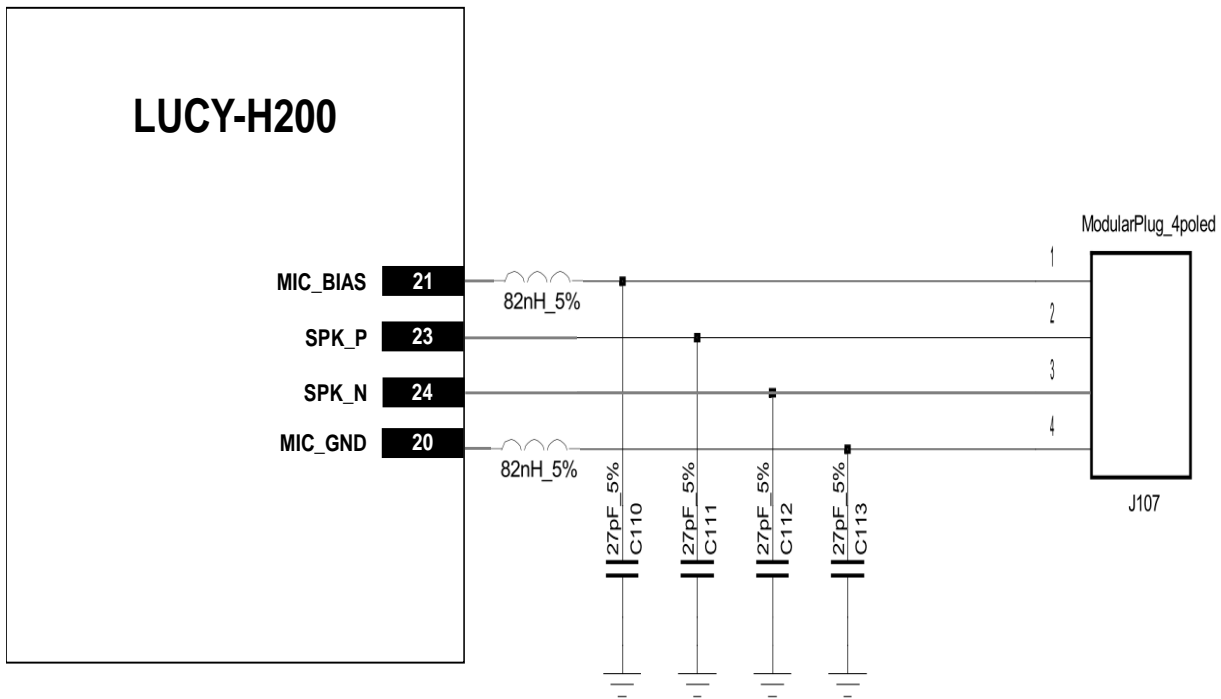 LUCY-H200
ModularPlug_4poled
MIC_BIAS 21
82nH_5%
1
SPK_P 23
2
SPK_N 24
3
MIC_GND 20
82nH_5%
4
27pF_5%
C110
27pF_5%
C111
27pF_5%
C112
27pF_5%
C113
J107